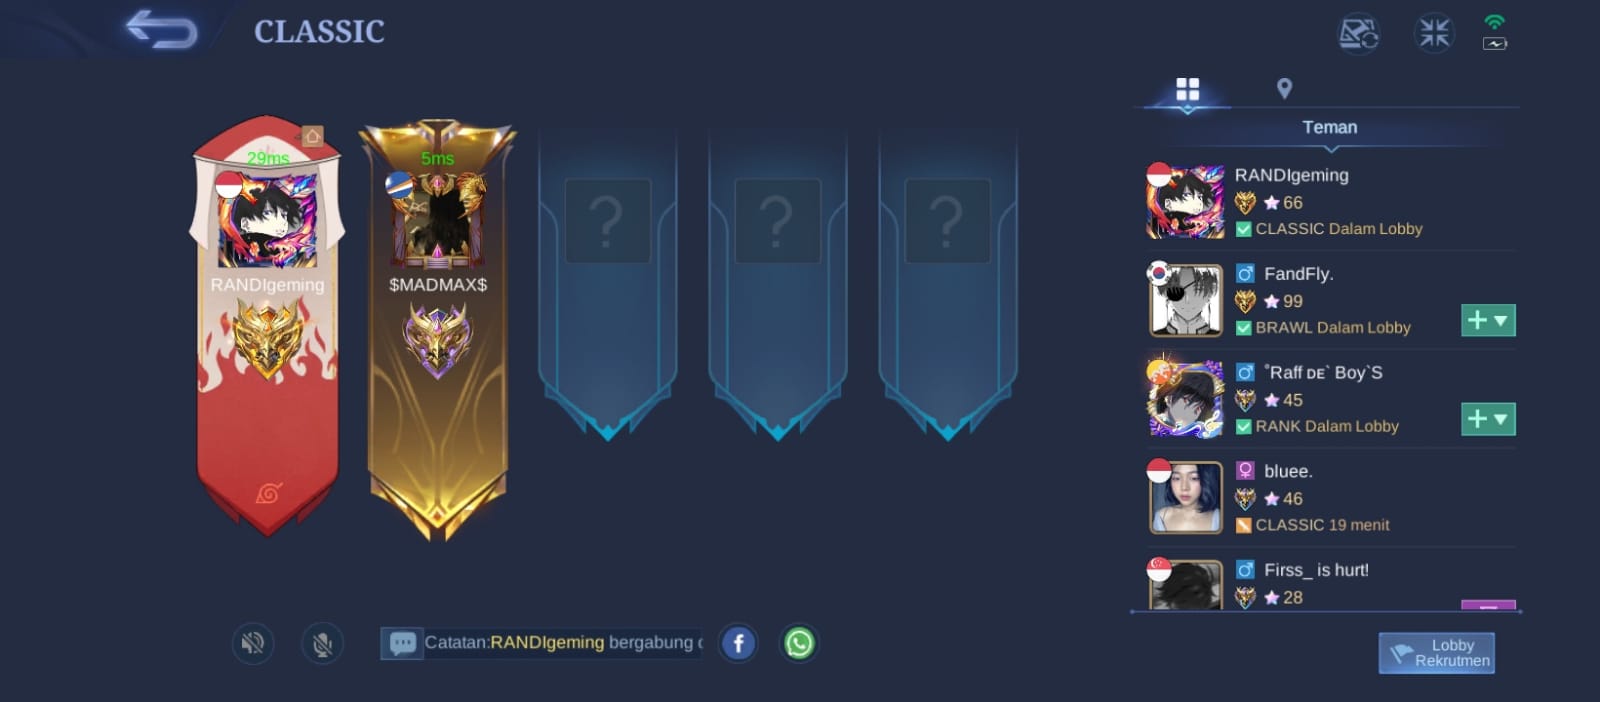 CLASSIC
29ms
5ms
RANDIgeming
$MADMAX$
?
?
?
Teman
RANDIgeming
66
CLASSIC Dalam Lobby
FandFly.
99
BRAWL Dalam Lobby
°Raff ᴅᴇ` Boy`S
45
RANK Dalam Lobby
bluee.
46
CLASSIC 19 menit
Firss_ is hurt!
28
Catatan:RANDIgeming bergabung
Lobby
Rekrutmen